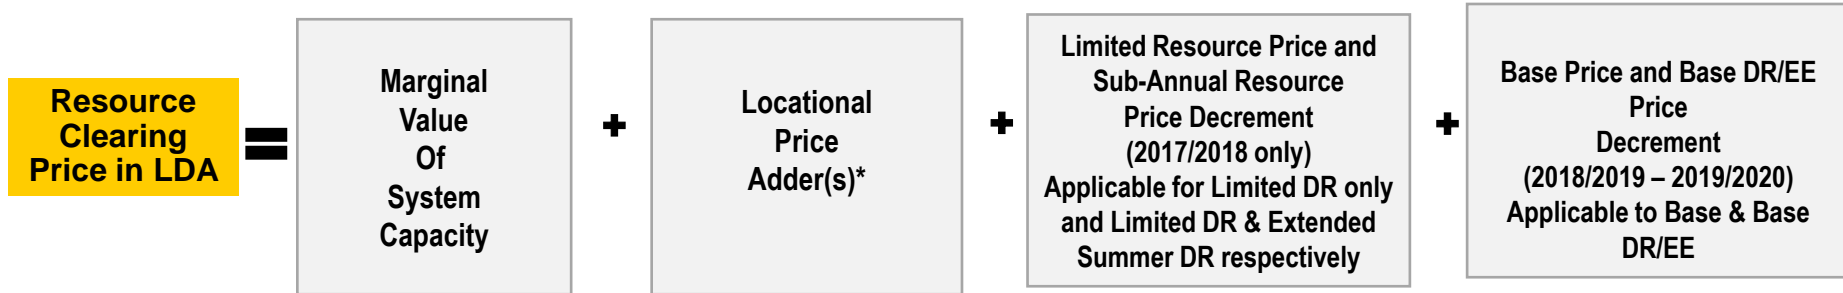 Resource
Clearing
Price in LDA
=
Marginal
Value
Of
System
Capacity
+
Locational
Price
Adder(s)*
+
Limited Resource Price and
Sub-Annual Resource
Price Decrement
(2017/2018 only)
Applicable for Limited DR only
and Limited DR & Extended
Summer DR respectively
+
Base Price and Base DR/EE
Price
Decrement
(2018/2019 – 2019/2020)
Applicable to Base & Base
DR/EE